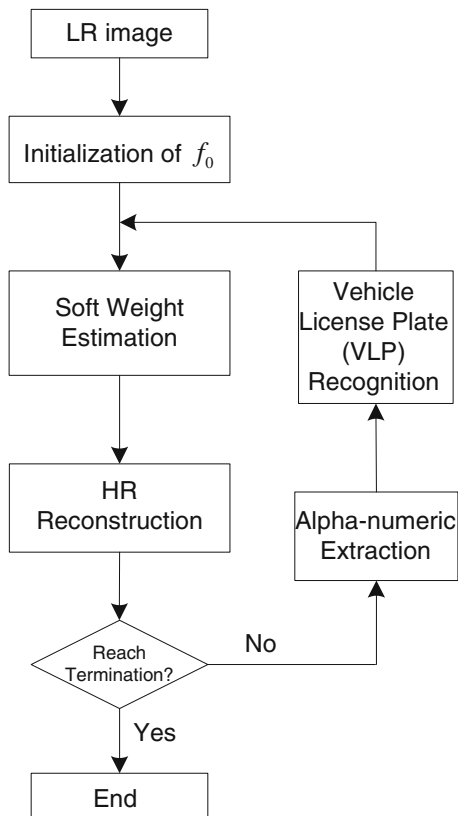 LR image
Initialization of f₀
Soft Weight
Estimation
HR
Reconstruction
Reach
Termination?
Yes
End
No
Alpha-numeric
Extraction
Vehicle
License Plate
(VLP)
Recognition